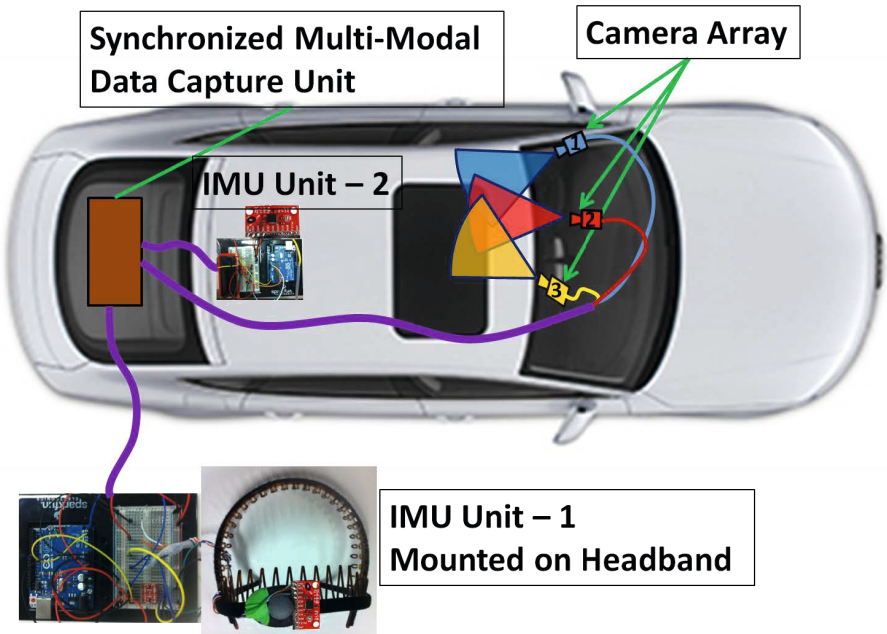 Synchronized Multi-Modal
Data Capture Unit
Camera Array
IMU Unit – 2
1
2
3
IMU Unit – 1
Mounted on Headband